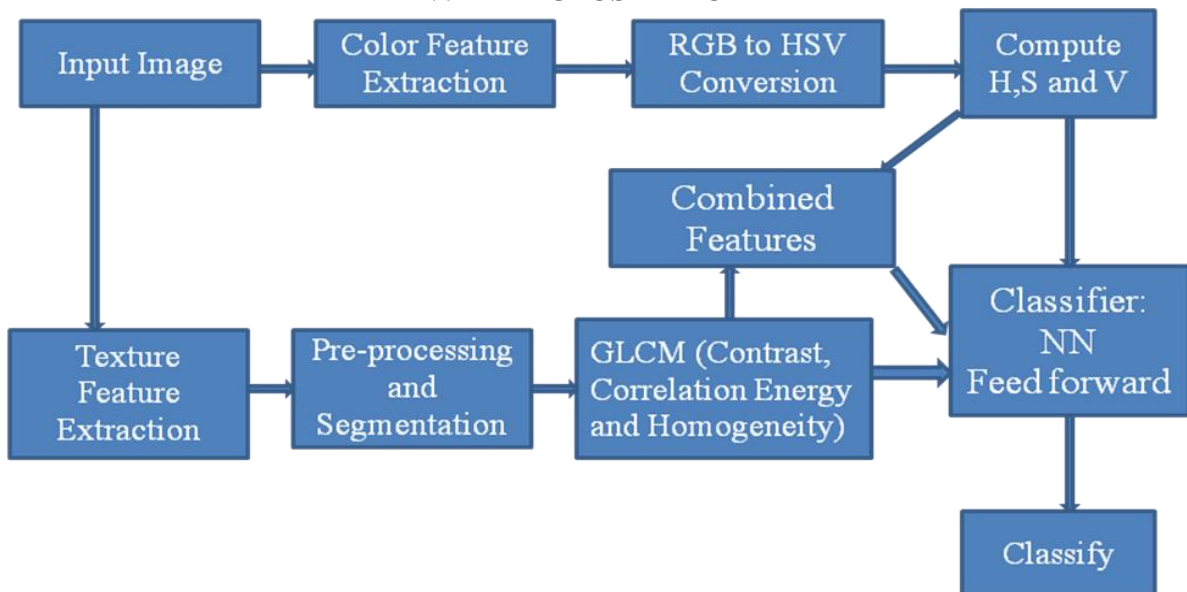 Input Image
Color Feature
Extraction
RGB to HSV
Conversion
Compute
H,S and V
Combined
Features
Texture
Feature
Extraction
Pre-processing
and
Segmentation
GLCM (Contrast,
Correlation Energy
and Homogeneity)
Classifier:
NN
Feed forward
Classify